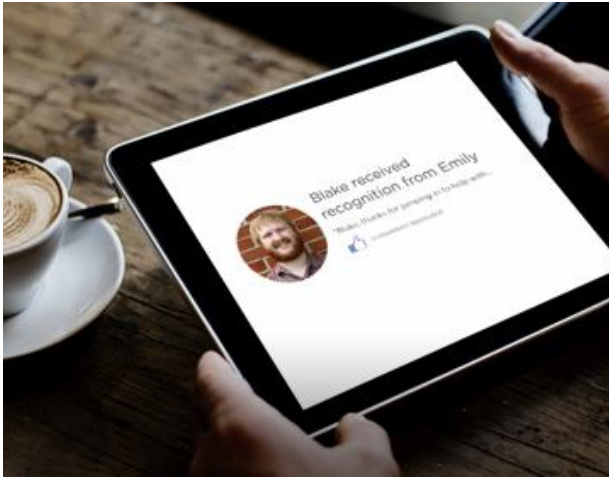 Blake received
recognition from Emily
"Blake, thanks for jumping in to help with...